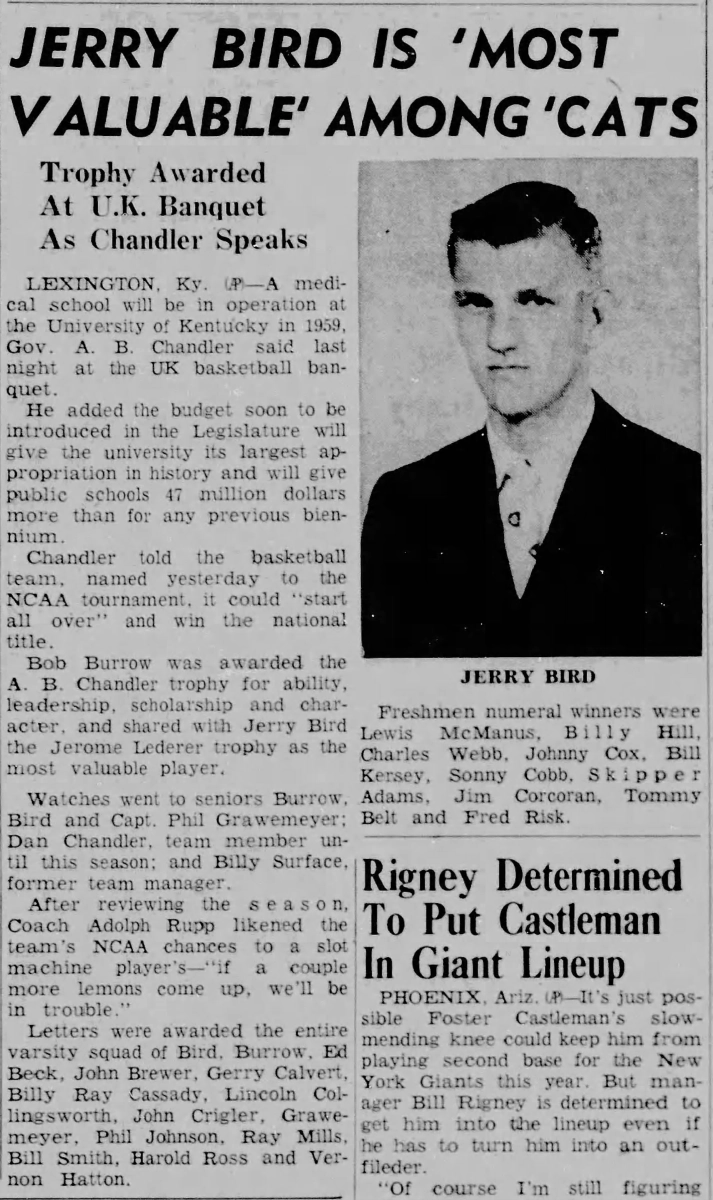 JERRY BIRD IS 'MOST
VALUABLE' AMONG 'CATS
Trophy Awarded
At U.K. Banquet
As Chandler Speaks
LEXINGTON, Ky. (AP)—A medi-
cal school will be in operation at
the University of Kentucky in 1959,
Gov. A. B. Chandler said last
night at the UK basketball ban-
quet.
He added the budget soon to be
introduced in the Legislature will
give the university its largest ap-
propriation in history and will give
public schools 47 million dollars
more than for any previous bien-
nium.
Chandler told the basketball
team, named yesterday to the
NCAA tournament, it could "start
all over" and win the national
title.
Bob Burrow was awarded the
A. B. Chandler trophy for ability,
leadership, scholarship and char-
acter, and shared with Jerry Bird
the Jerome Lederer trophy as the
most valuable player.
Watches went to seniors Burrow,
Bird and Capt. Phil Grawemeyer;
Dan Chandler, team member un-
til this season; and Billy Surface,
former team manager.
After reviewing the season,
Coach Adolph Rupp likened the
team's NCAA chances to a slot
machine player's—"if a couple
more lemons come up, we'll be
in trouble."
Letters were awarded the entire
varsity squad of Bird, Burrow, Ed
Beck, John Brewer, Gerry Calvert,
Billy Ray Cassady, Lincoln Col-
lingsworth, John Crigler, Grawe-
meyer, Phil Johnson, Ray Mills,
Bill Smith, Harold Ross and Ver-
non Hatton.
JERRY BIRD
Freshmen numeral winners were
Lewis McManus, Billy Hill,
Charles Webb, Johnny Cox, Bill
Kersey, Sonny Cobb, Skipper
Adams, Jim Corcoran, Tommy
Belt and Fred Risk.
Rigney Determined
To Put Castleman
In Giant Lineup
PHOENIX, Ariz. (AP)—It's just pos-
sible Foster Castleman's slow-
mending knee could keep him from
playing second base for the New
York Giants this year. But man-
ager Bill Rigney is determined to
get him into the lineup even if
he has to turn him into an out-
fileder.
"Of course I'm still figuring